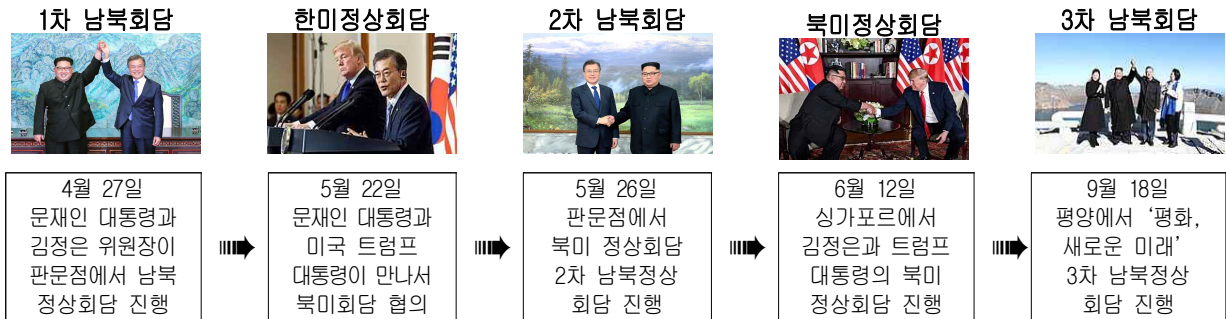 1차 남북회담
한미정상회담
2차 남북회담
북미정상회담
3차 남북회담
4월 27일
문재인 대통령과
김정은 위원장이
판문점에서 남북
정상회담 진행
5월 22일
문재인 대통령과
미국 트럼프
대통령이 만나서
북미회담 협의
5월 26일
판문점에서
북미 정상회담
2차 남북정상
회담 진행
6월 12일
싱가포르에서
김정은과 트럼프
대통령의 북미
정상회담 진행
9월 18일
평양에서 ‘평화,
새로운 미래’
3차 남북정상
회담 진행